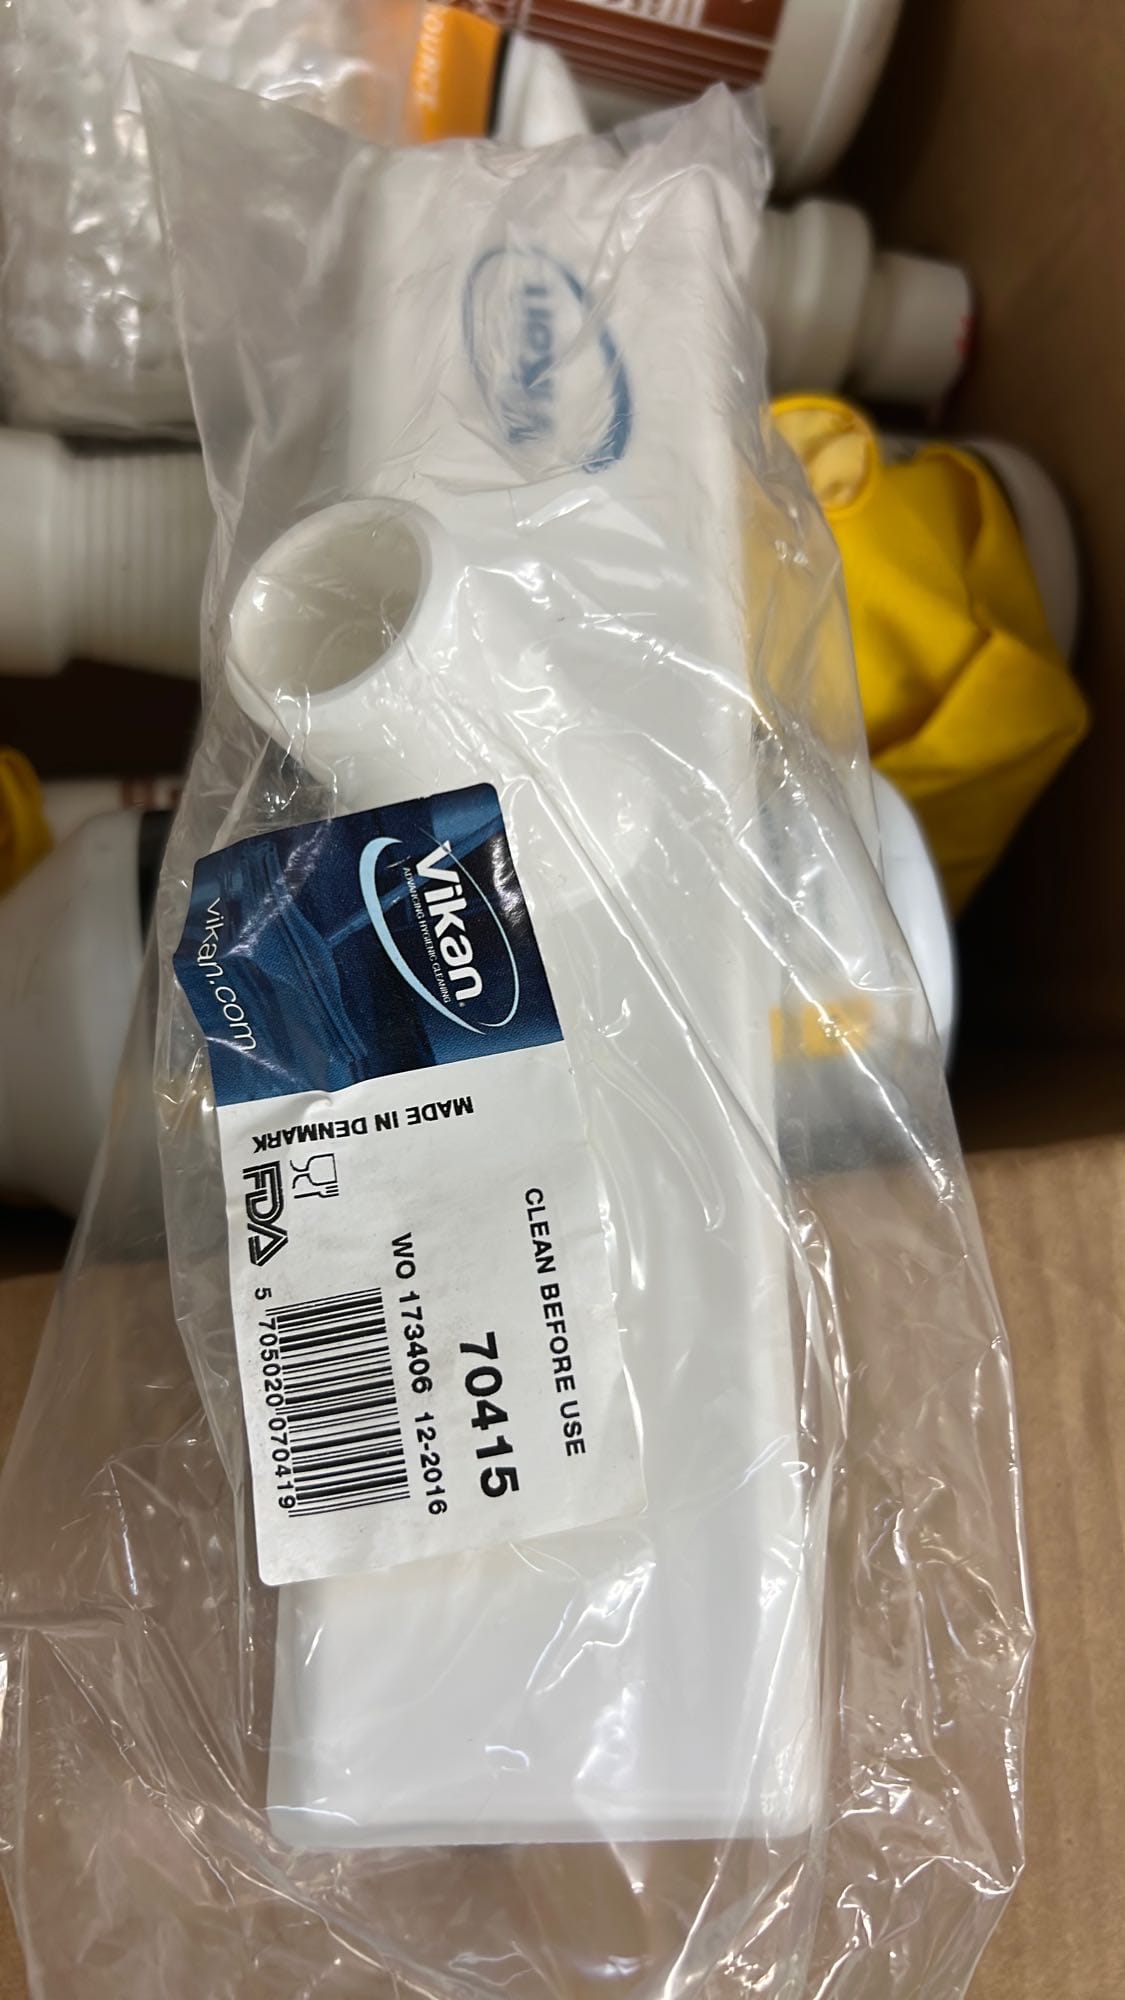 Vikan
Vikan®
ADVANCING HYGIENIC CLEANING
vikan.com
MADE IN DENMARK
FDA
CLEAN BEFORE USE
70415
WO 173406 12-2016
5 705020 070419